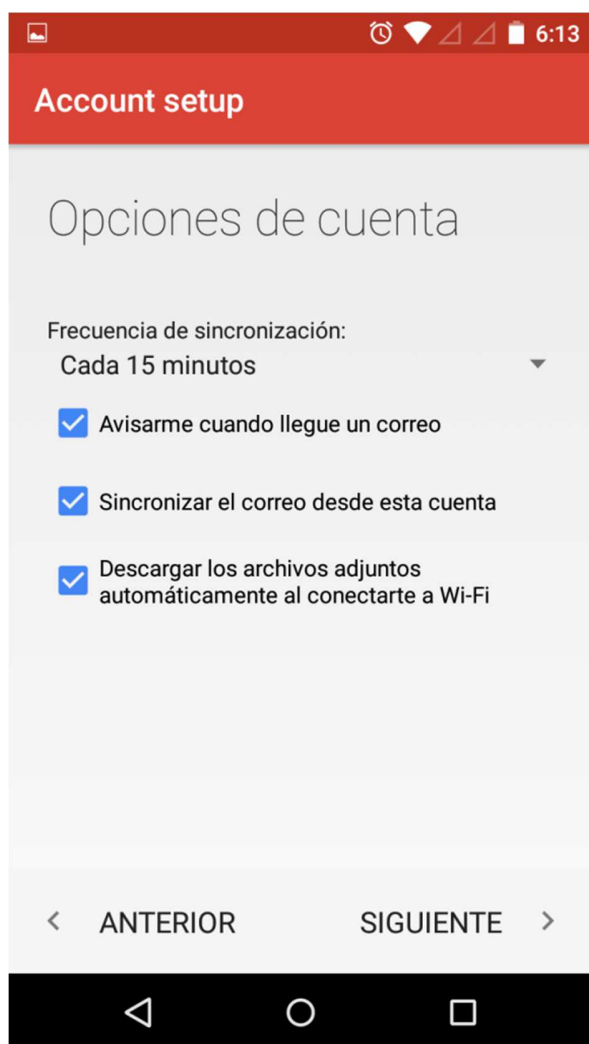 6:13
Account setup
Opciones de cuenta
Frecuencia de sincronización:
Cada 15 minutos
Avisarme cuando llegue un correo
Sincronizar el correo desde esta cuenta
Descargar los archivos adjuntos
automáticamente al conectarte a Wi-Fi
ANTERIOR SIGUIENTE